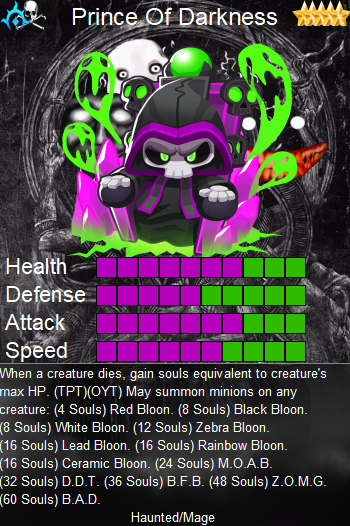 Prince Of Darkness
Health
Defense
Attack
Speed
When a creature dies, gain souls equivalent to creature's
max HP. (TPT)(OYT) May summon minions on any
creature: (4 Souls) Red Bloon. (8 Souls) Black Bloon.
(8 Souls) White Bloon. (12 Souls) Zebra Bloon.
(16 Souls) Lead Bloon. (16 Souls) Rainbow Bloon.
(16 Souls) Ceramic Bloon. (24 Souls) M.O.A.B.
(32 Souls) D.D.T. (36 Souls) B.F.B. (48 Souls) Z.O.M.G.
(60 Souls) B.A.D.
Haunted/Mage